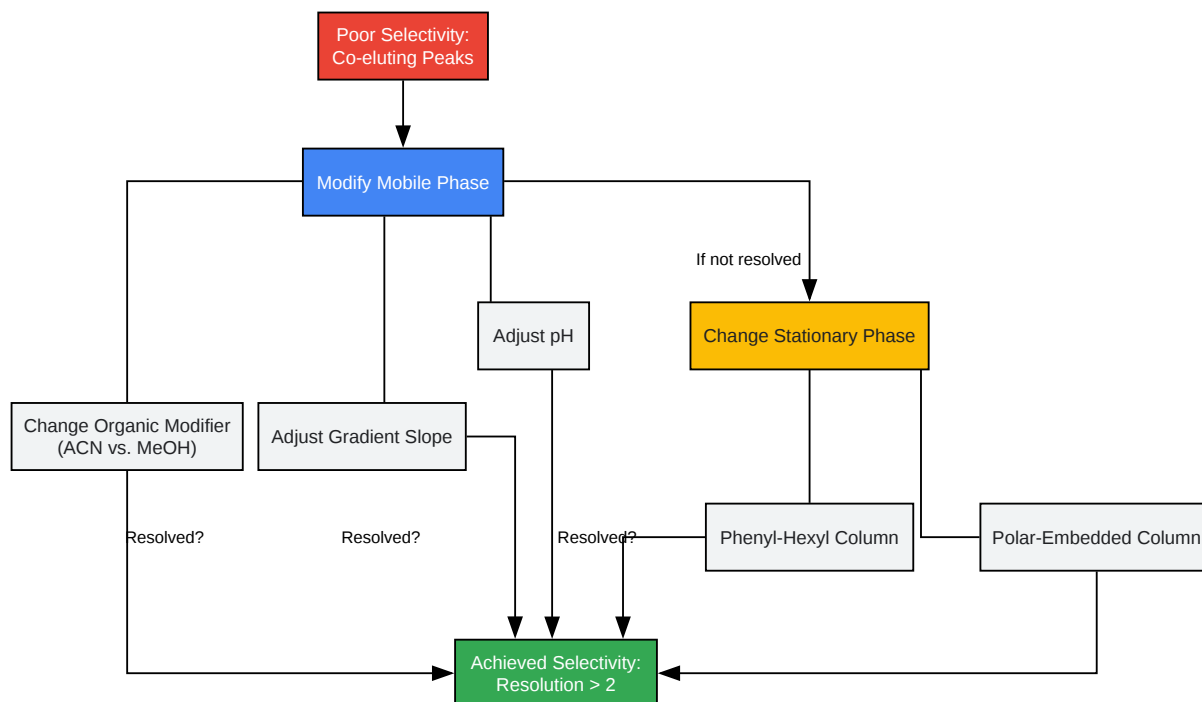 Poor Selectivity:
Co-eluting Peaks
Modify Mobile Phase
If not resolved
Adjust pH
Change Stationary Phase
Change Organic Modifier
(ACN vs. MeOH)
Adjust Gradient Slope
Resolved?
Resolved?
Resolved?
Phenyl-Hexyl Column
Polar-Embedded Column
Achieved Selectivity:
Resolution > 2